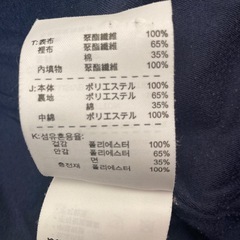 T:表布 聚酯纖維 100%
裡布 聚酯纖維 65%
棉 35%
內填物 聚酯纖維 100%
J:本体 ポリエステル 100%
裏地 ポリエステル 65%
綿 35%
中綿 ポリエステル 100%
K:섬유혼용율
겉감 폴리에스터 100%
안감 폴리에스터 65%
면 35%
충전재 폴리에스터 100%